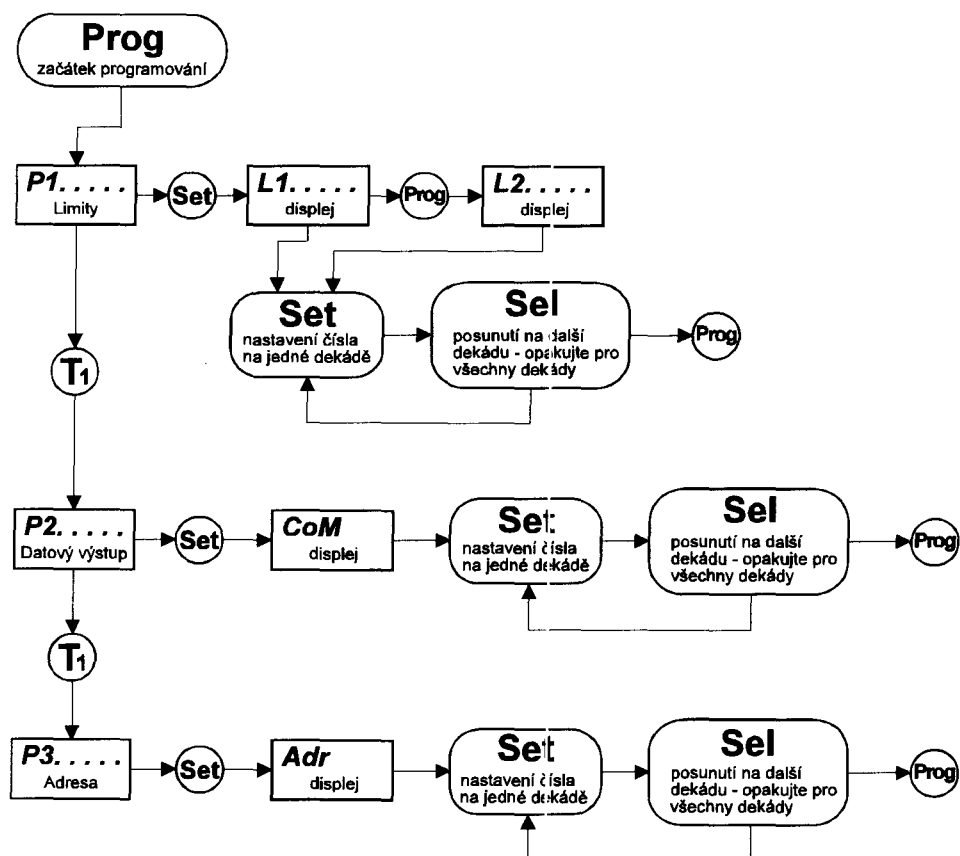 Prog
začátek programování
P1.....
Limity
Set
L1.....
displej
Prog
L2.....
displej
Set
nastavení čísla
na jedné dekádě
Sel
posunutí na další
dekádu - opakujte pro
všechny dekády
Prog
T1
P2.....
Datový výstup
Set
CoM
displej
Set
nastavení čísla
na jedné dekádě
Sel
posunutí na další
dekádu - opakujte pro
všechny dekády
Prog
T1
P3.....
Adresa
Set
Adr
displej
Set
nastavení čísla
na jedné dekádě
Sel
posunutí na další
dekádu - opakujte pro
všechny dekády
Prog